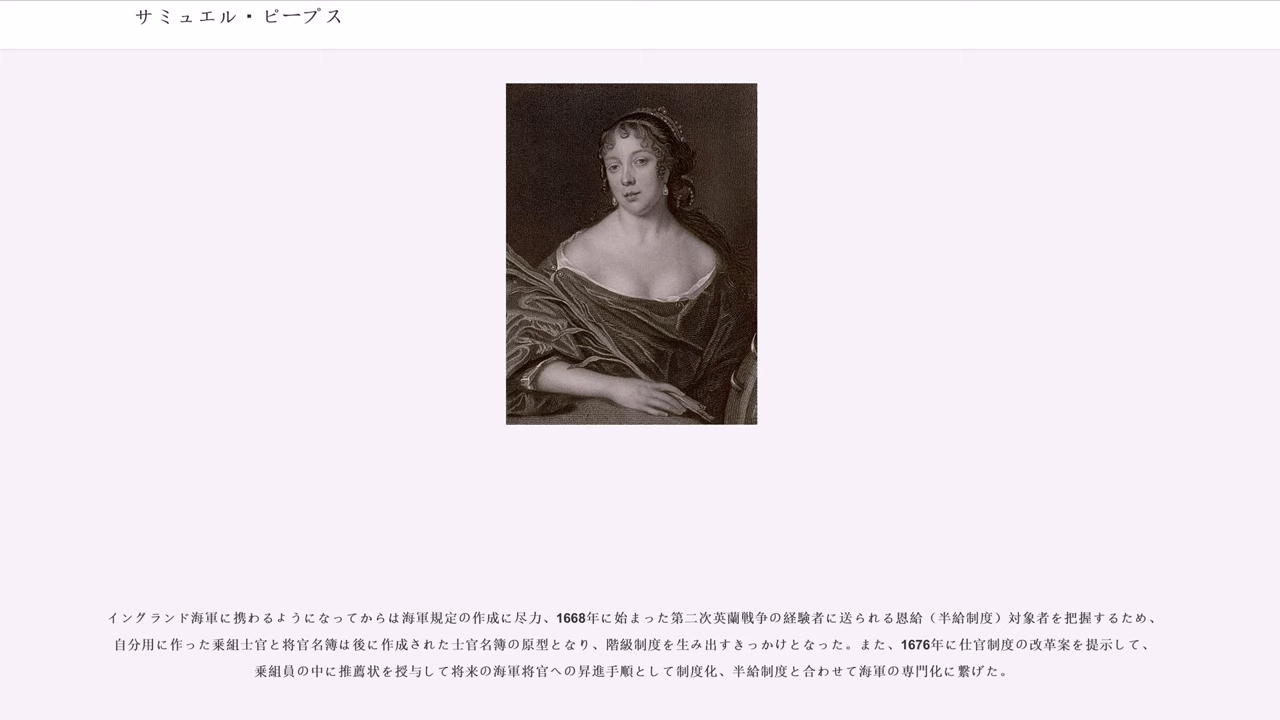 サミュエル・ピープス
イングランド海軍に携わるようになってからは海軍規定の作成に尽力、1668年に始まった第二次英蘭戦争の経験者に送られる恩給（半給制度）対象者を把握するため、
自分用に作った乗組士官と将官名簿は後に作成された士官名簿の原型となり、階級制度を生み出すきっかけとなった。また、1676年に仕官制度の改革案を提示して、
乗組員の中に推薦状を授与して将来の海軍将官への昇進手順として制度化、半給制度と合わせて海軍の専門化に繋げた。